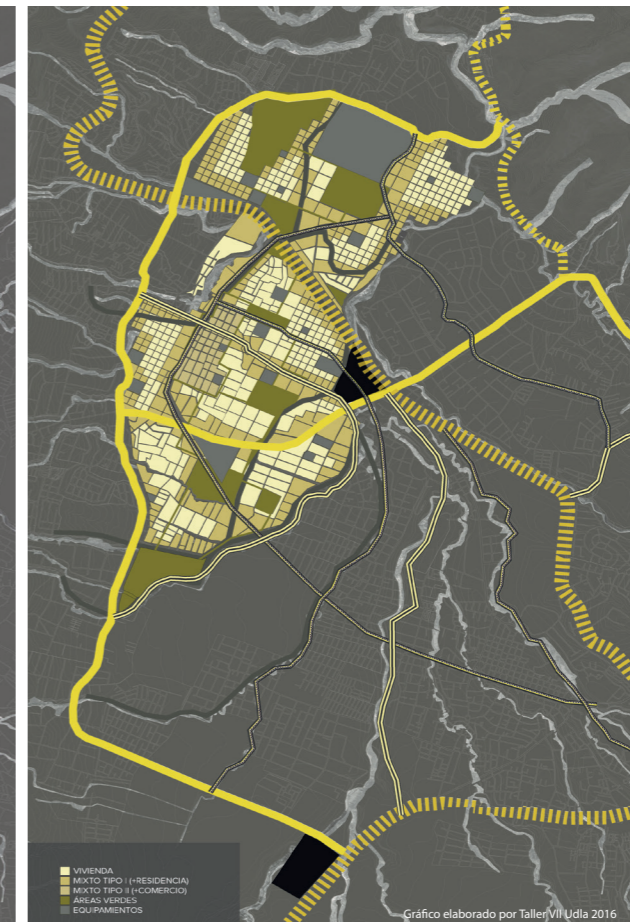 VIVIENDA
MIXTO TIPO I (+RESIDENCIA)
MIXTO TIPO II (+COMERCIO)
ÁREAS VERDES
EQUIPAMIENTOS
Gráfico elaborado por Taller VII Udla 2016